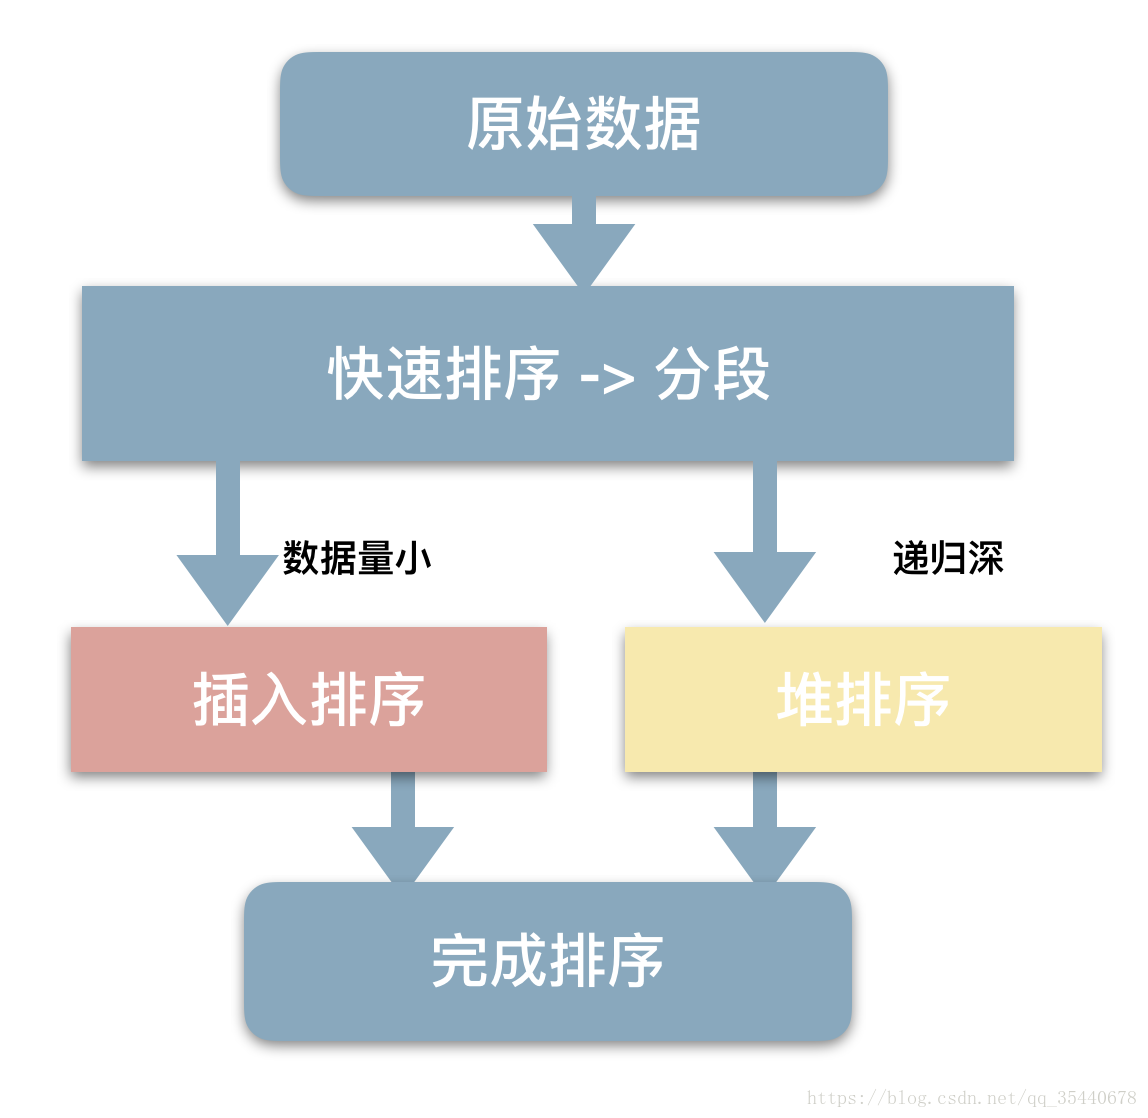 原始数据
快速排序 -> 分段
数据量小
递归深
插入排序
堆排序
完成排序
https://blog.csdn.net/qq_35440678